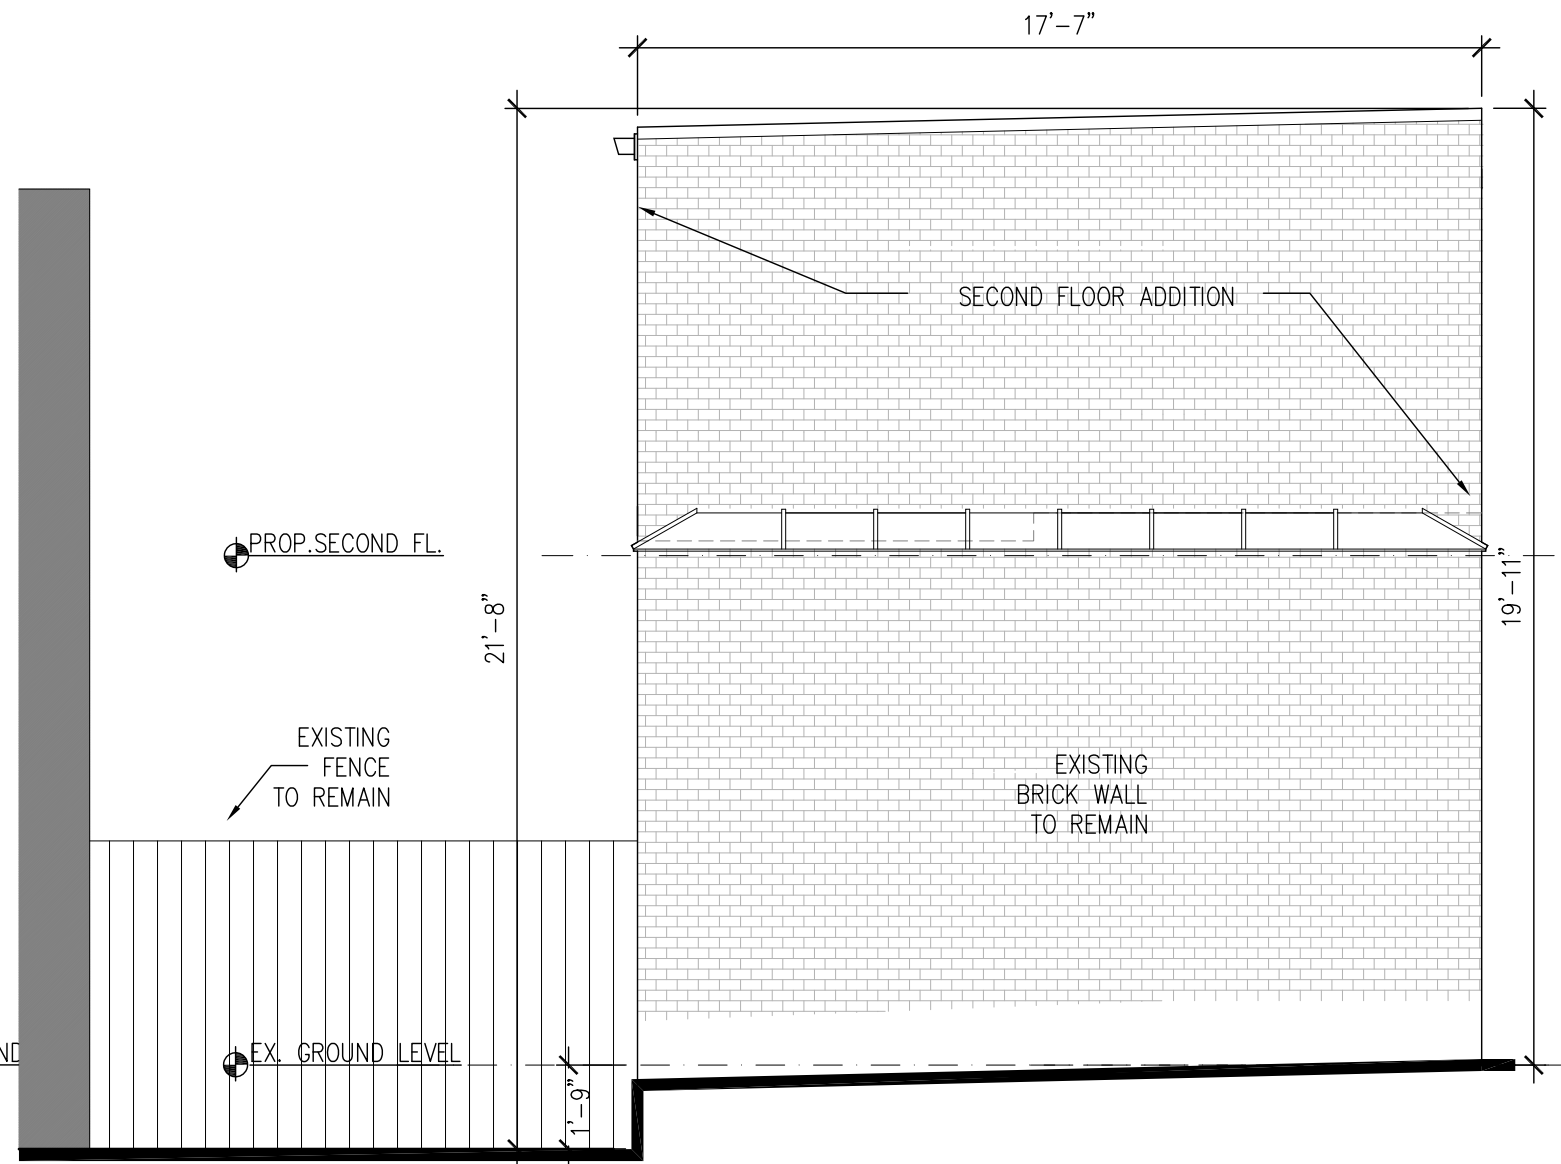 17'-7"
SECOND FLOOR ADDITION
PROP.SECOND FL.
21'-8"
19'-11"
EXISTING
FENCE
TO REMAIN
EXISTING
BRICK WALL
TO REMAIN
EX. GROUND LEVEL
1'-9"